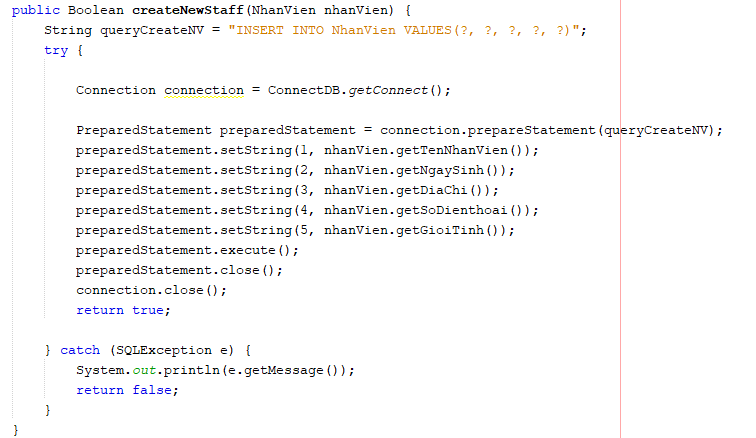 public Boolean createNewStaff(NhanVien nhanVien) {
    String queryCreateNV = "INSERT INTO NhanVien VALUES(?, ?, ?, ?, ?)";
    try {
        Connection connection = ConnectDB.getConnect();
        PreparedStatement preparedStatement = connection.prepareStatement(queryCreateNV);
        preparedStatement.setString(1, nhanVien.getTenNhanVien());
        preparedStatement.setString(2, nhanVien.getNgaySinh());
        preparedStatement.setString(3, nhanVien.getDiaChi());
        preparedStatement.setString(4, nhanVien.getSoDienthoai());
        preparedStatement.setString(5, nhanVien.getGioiTinh());
        preparedStatement.execute();
        preparedStatement.close();
        connection.close();
        return true;
    } catch (SQLException e) {
        System.out.println(e.getMessage());
        return false;
    }
}